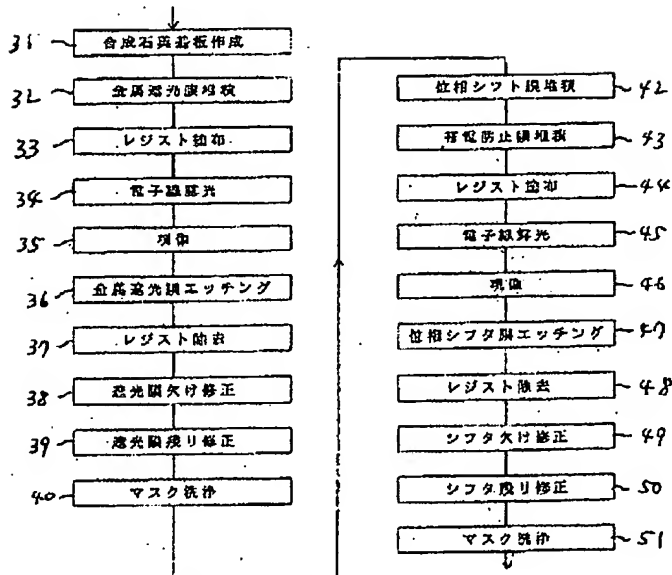 31 合成石英基板作成
32 金属遮光膜堆積
33 レジスト塗布
34 電子線露光
35 現像
36 金属遮光膜エッチング
37 レジスト除去
38 遮光膜欠け修正
39 遮光膜残り修正
40 マスク洗浄
位相シフト膜堆積 42
帯電防止膜堆積 43
レジスト塗布 44
電子線露光 45
現像 46
位相シフタ膜エッチング 47
レジスト除去 48
シフタ欠け修正 49
シフタ残り修正 50
マスク洗浄 51